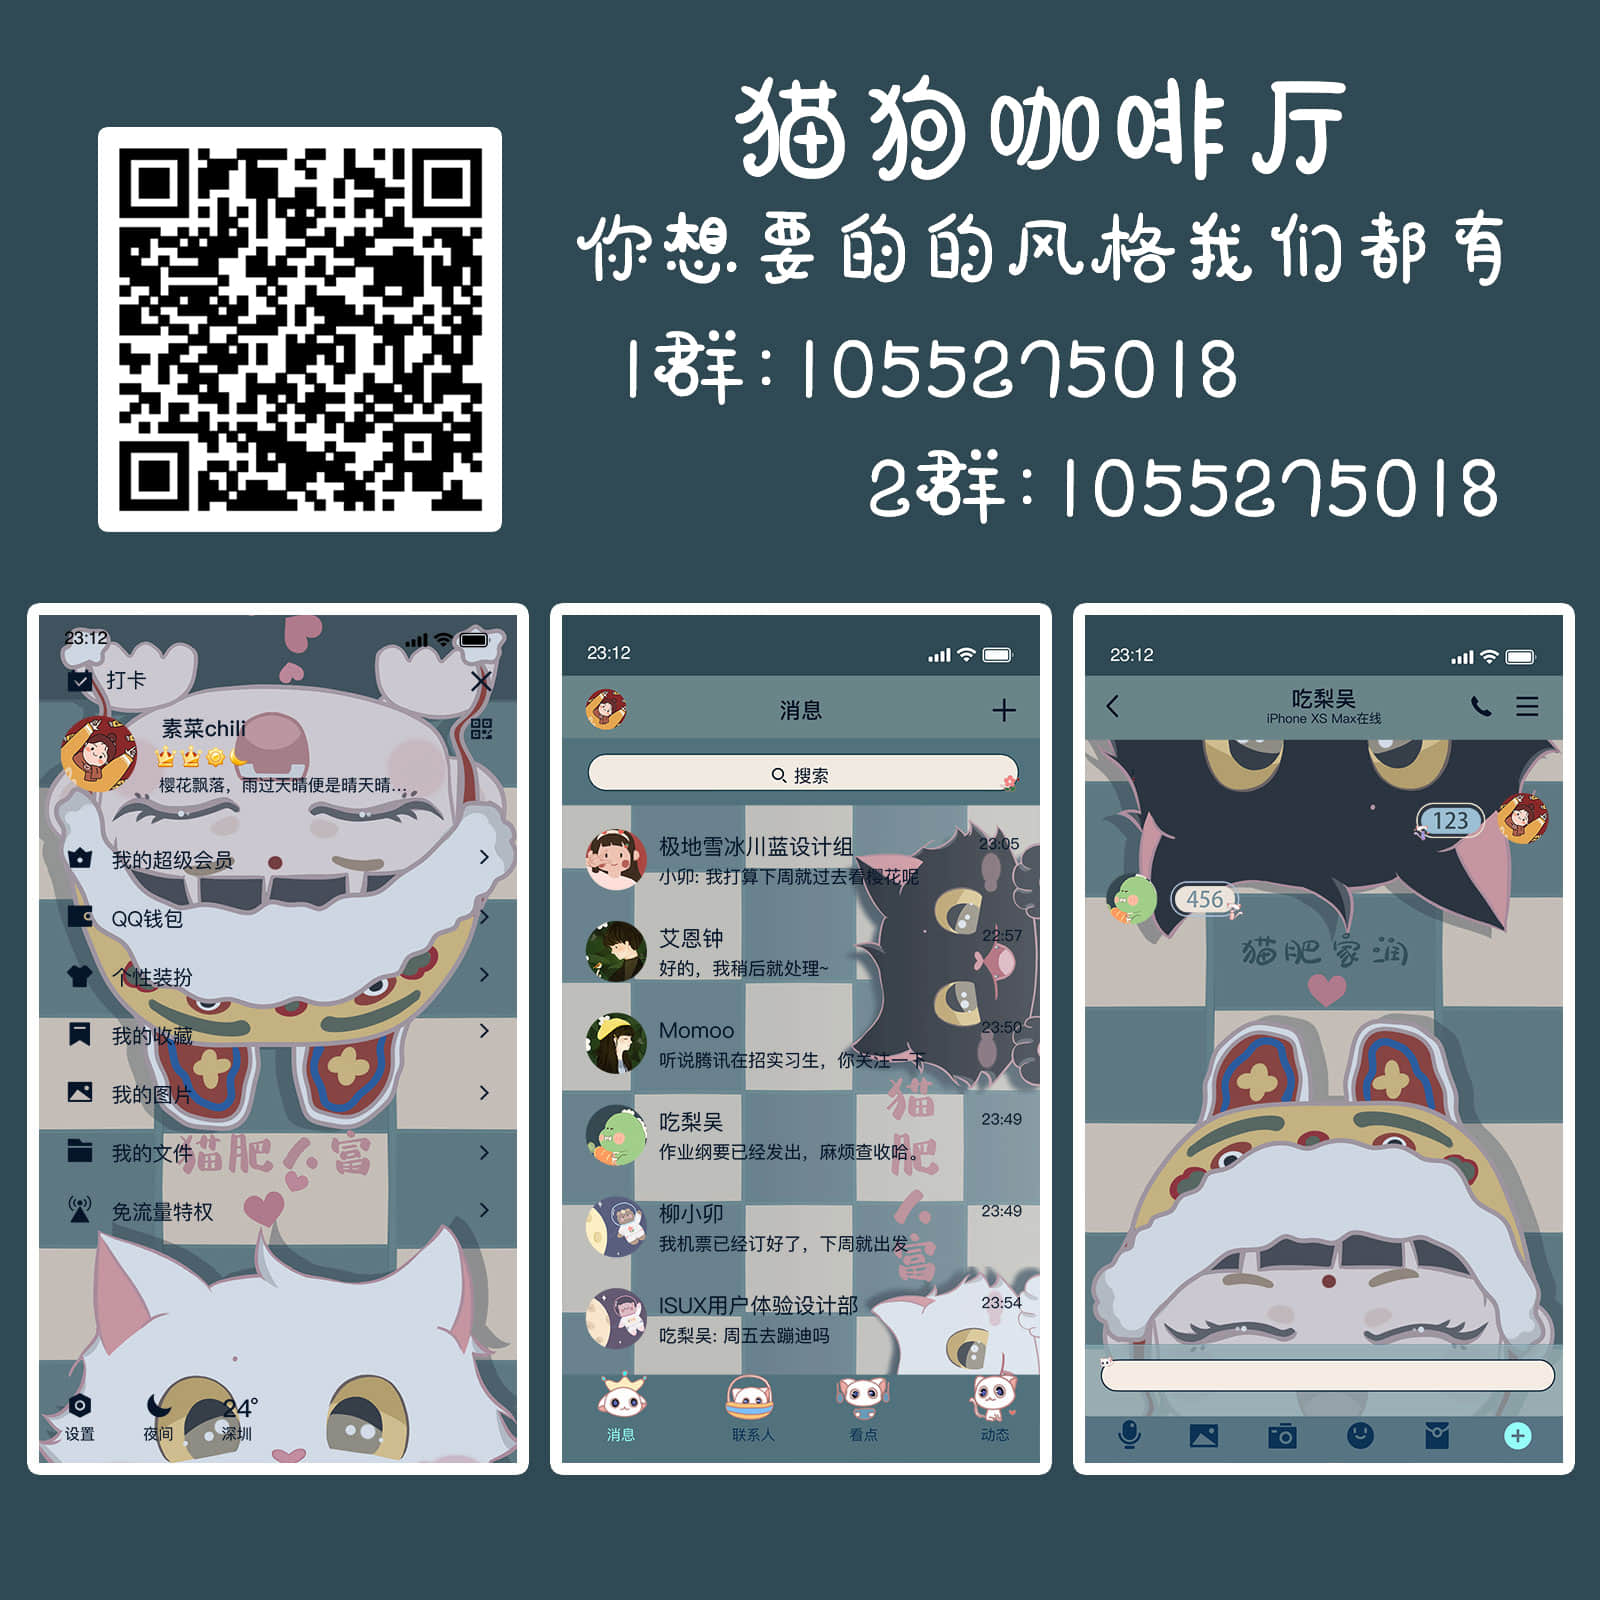 猫狗咖啡厅
你想要的的风格我们都有
1群:1055275018
2群:1055275018
23:12
打卡
素菜chili
樱花飘落，雨过天晴便是晴天晴...
我的超级会员
QQ钱包
个性装扮
我的收藏
我的图片
我的文件
猫肥人富
免流量特权
24°
设置
夜间
深圳
23:12
消息
搜索
极地雪冰川蓝设计组
23:05
小卯: 我打算下周就过去看樱花呢
艾恩钟
22:57
好的，我稍后就处理~
Momoo
23:50
听说腾讯在招实习生，你关注一下
吃梨吴
23:49
作业纲要已经发出，麻烦查收哈。
柳小卯
23:49
我机票已经订好了，下周就出发
猫肥人富
ISUX用户体验设计部
23:54
吃梨吴: 周五去蹦迪吗
消息
联系人
看点
动态
23:12
吃梨吴
iPhone XS Max在线
123
456
猫肥家润